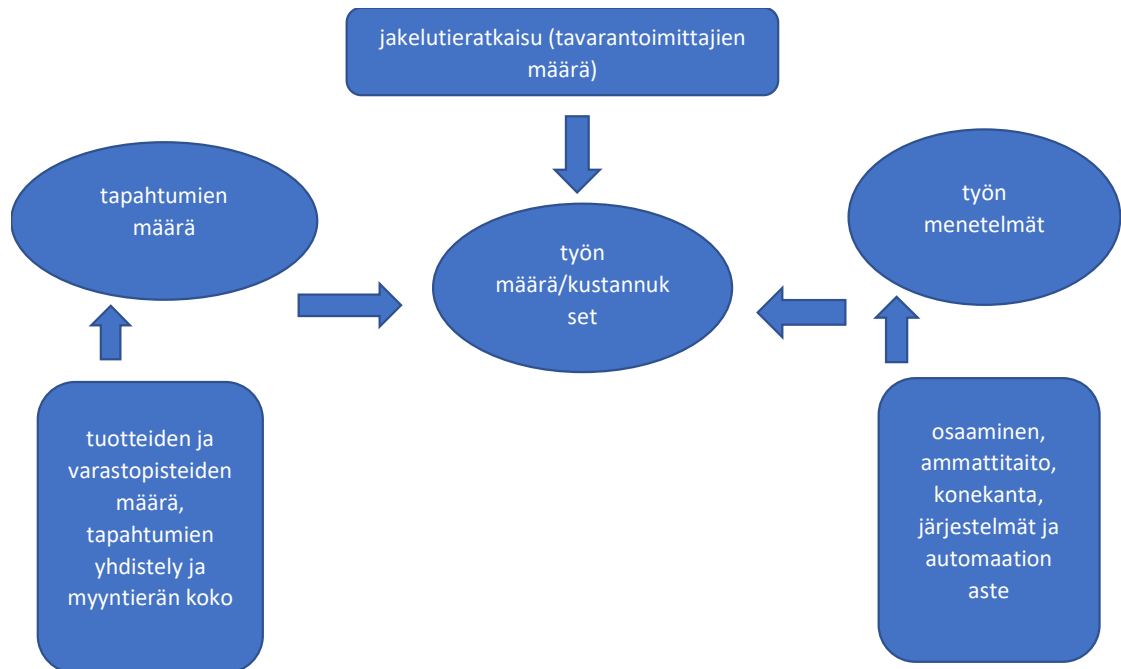 jakelutieratkaisu (tavarantoimittajien
määrä)
tapahtumien
määrä
työn
menetelmät
työn
määrä/kustannuk
set
tuotteiden ja
varastopisteiden
määrä,
tapahtumien
yhdistely ja
myyntierän koko
osaaminen,
ammattitaito,
konekanta,
järjestelmät ja
automaation
aste